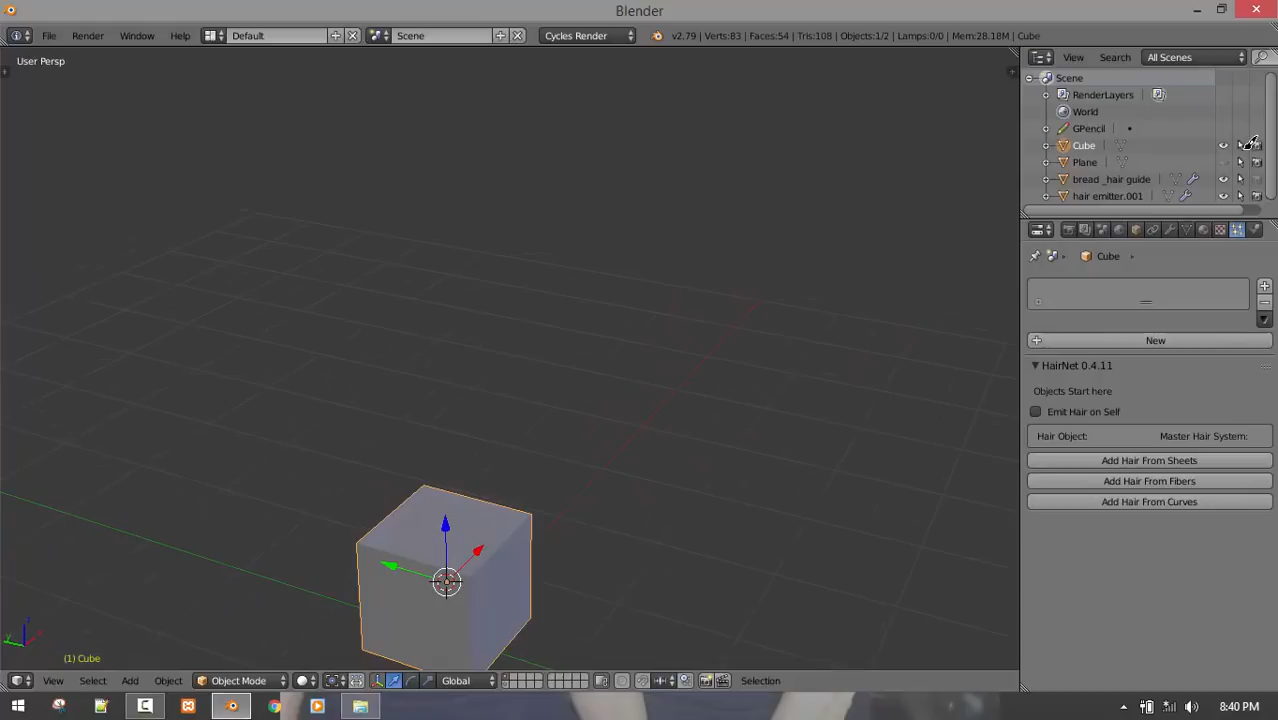 Blender
File Render Window Help Default Scene Cycles Render v2.79 | Verts:83 | Faces:54 | Tris:108 | Objects:1/2 | Lamps:0/0 | Mem:28.18M | Cube
User Persp
View Search All Scenes
Scene
RenderLayers
World
GPencil
Cube
Plane
bread _hair guide
hair emitter.001
Cube
New
HairNet 0.4.11
Objects Start here
Emit Hair on Self
Hair Object: Master Hair System:
Add Hair From Sheets
Add Hair From Fibers
Add Hair From Curves
(1) Cube
View Select Add Object Object Mode Global Selection
8:40 PM